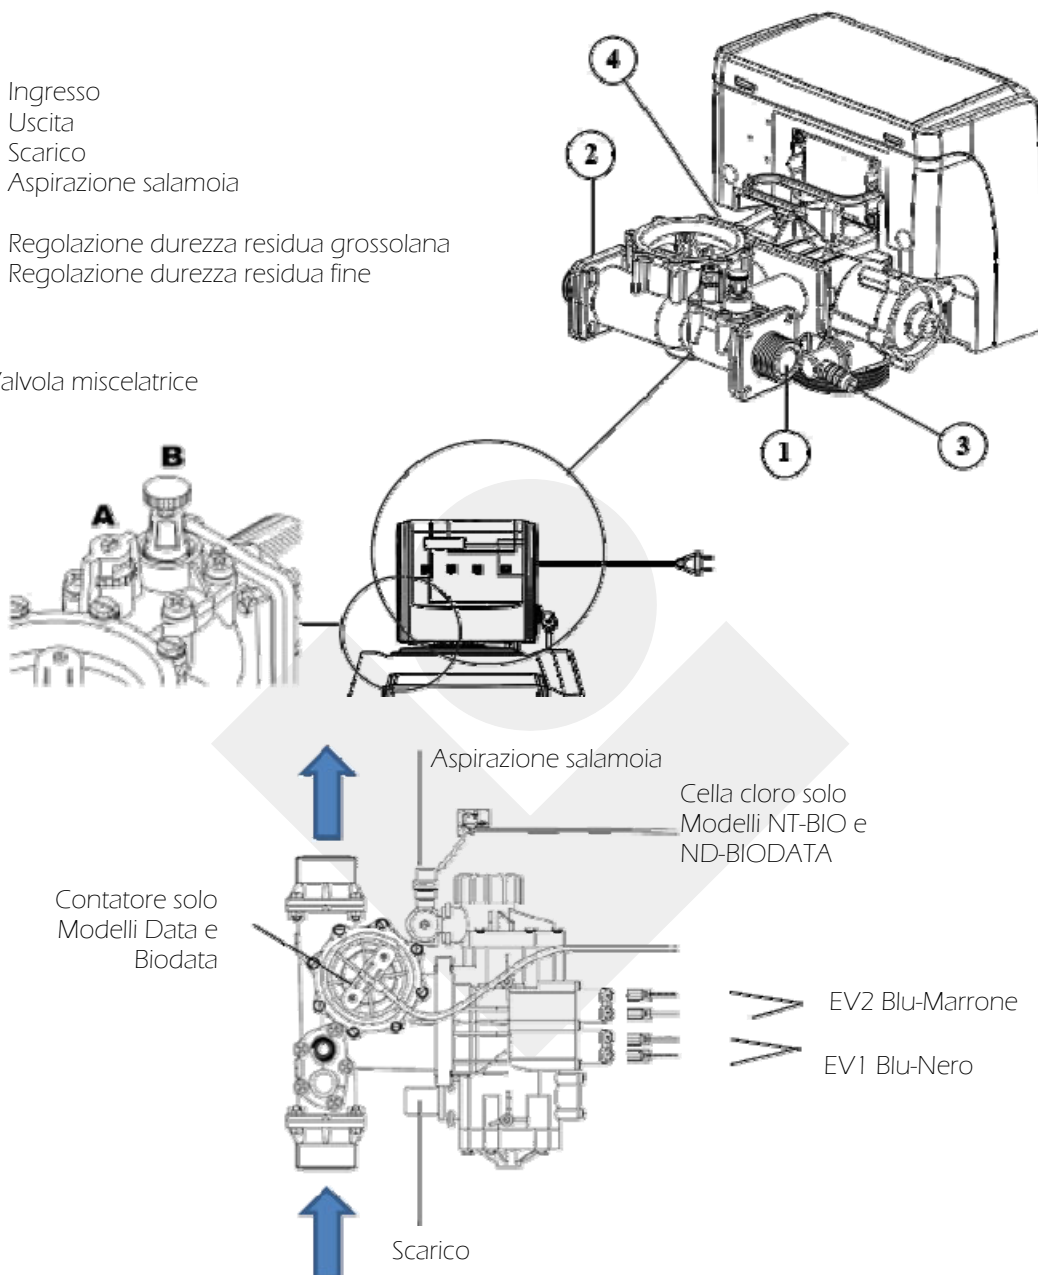 Ingresso
Uscita
Scarico
Aspirazione salamoia
Regolazione durezza residua grossolana
Regolazione durezza residua fine
4
2
1
3
alvola miscelatrice
B
A
Aspirazione salamoia
Cella cloro solo
Modelli NT-BIO e
ND-BIODATA
Contatore solo
Modelli Data e
Biodata
EV2 Blu-Marrone
EV1 Blu-Nero
Scarico